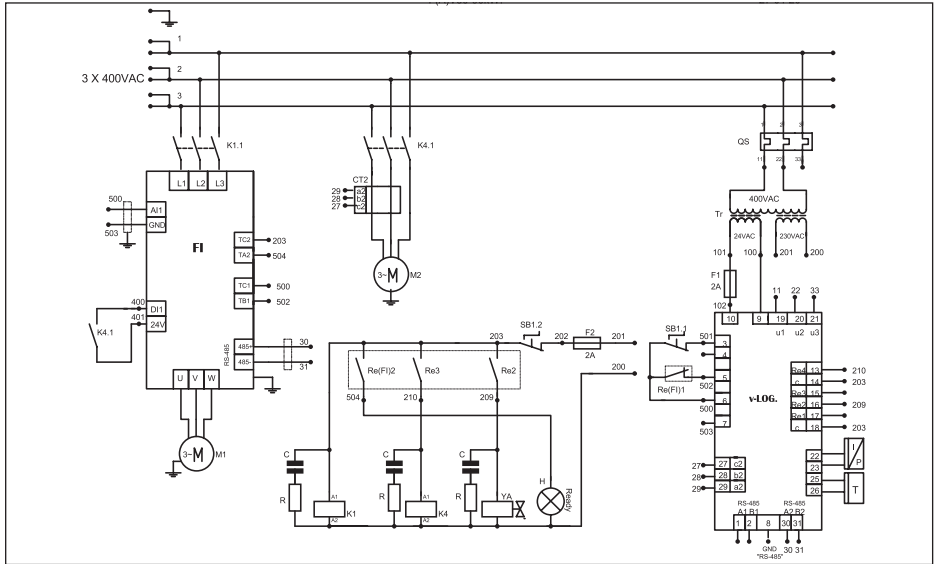 1
2
3 X 400VAC
3
K1.1
K4.1
QS
1 2 3
11 22 33
L1 L2 L3
CT2
29 a2
28 b2
27 c2
400VAC
Tr
24VAC 230VAC
500
AI1
503
GND
FI
TC2 203
TA2 504
TC1 500
TB1 502
3~M M2
101 100 201 200
F1
2A
102
11 22 33
400
DI1
401
24V
K4.1
10 9 19 20 21
u1 u2 u3
RS-485
485+ 30
485- 31
SB1.2
203 202 F2 201
2A
200
SB1.1
501
3
4
5
502
Re(FI)1
6
500
7
503
v-LOG.
Re4 13 210
c 14 203
Re3 15
Re2 16 209
Re1 17
c 18 203
U V W
3~M M1
Re(FI)2 Re3 Re2
504 210 209
22
23
I/P
25
26
T
27 27 c2
28 28 b2
29 29 a2
C C C
R R R
A1 A1
A2 A2
K1 K4 YA
H
Ready
RS-485 RS-485
A1 B1 A2 B2
1 2 8 30 31
GND 30 31
"RS-485"